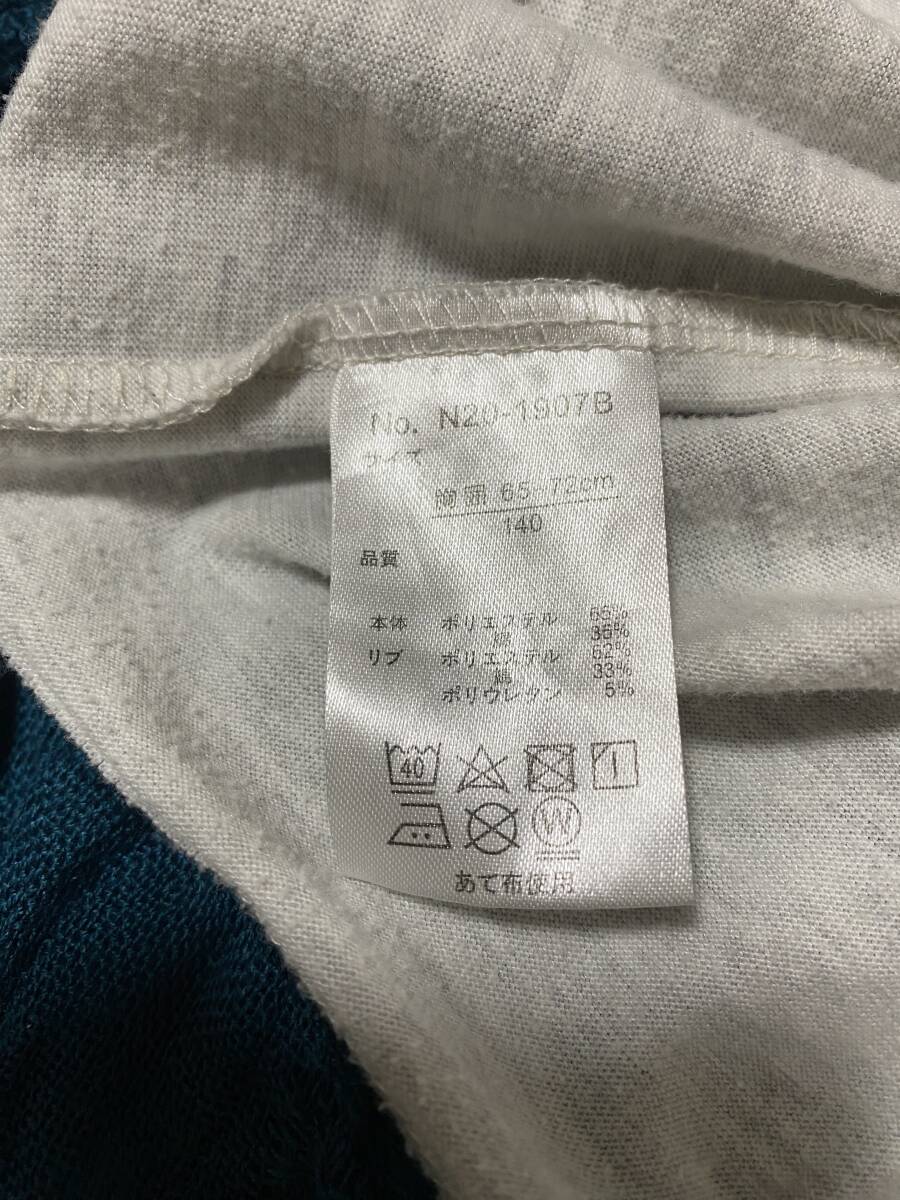 No. N20-1907B
サイズ
胸囲 65-72cm
140
品質
本体 ポリエステル 65%
綿 35%
リブ ポリエステル 62%
綿 33%
ポリウレタン 5%
40
W
あて布使用